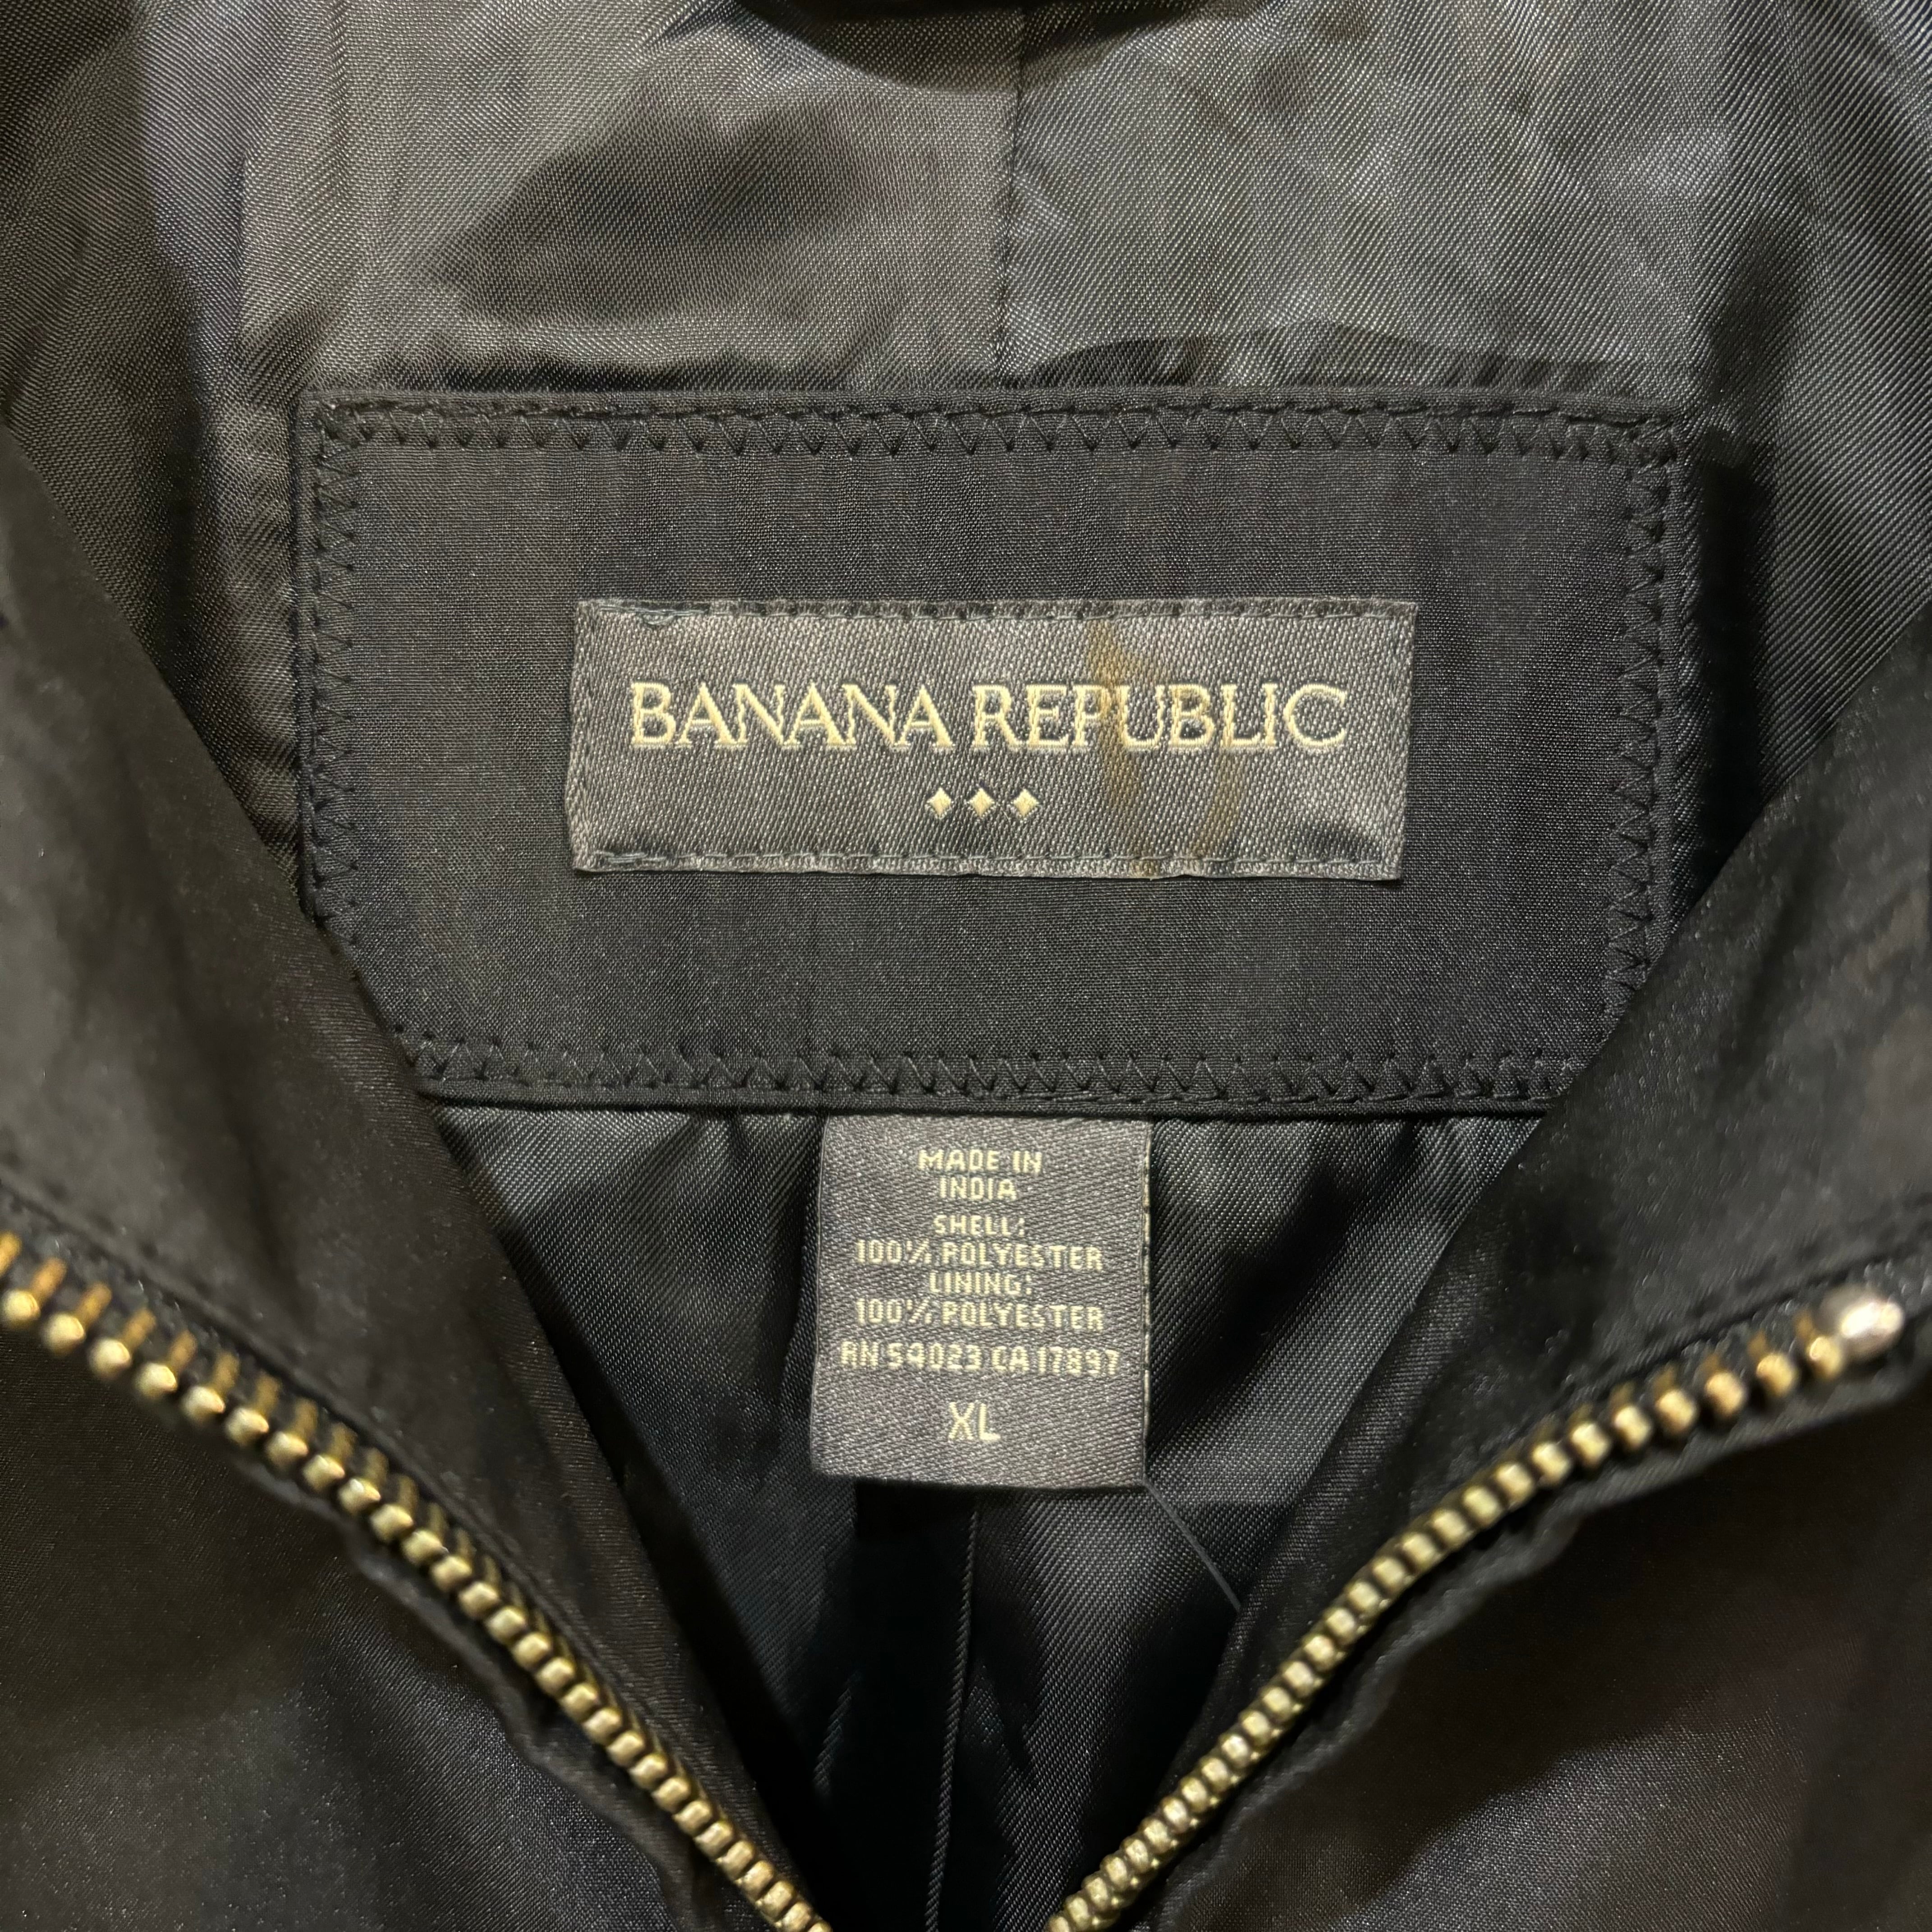 BANANA REPUBLIC
MADE IN
INDIA
SHELL:
100% POLYESTER
LINING:
100% POLYESTER
RN 54023 CA 17897
XL